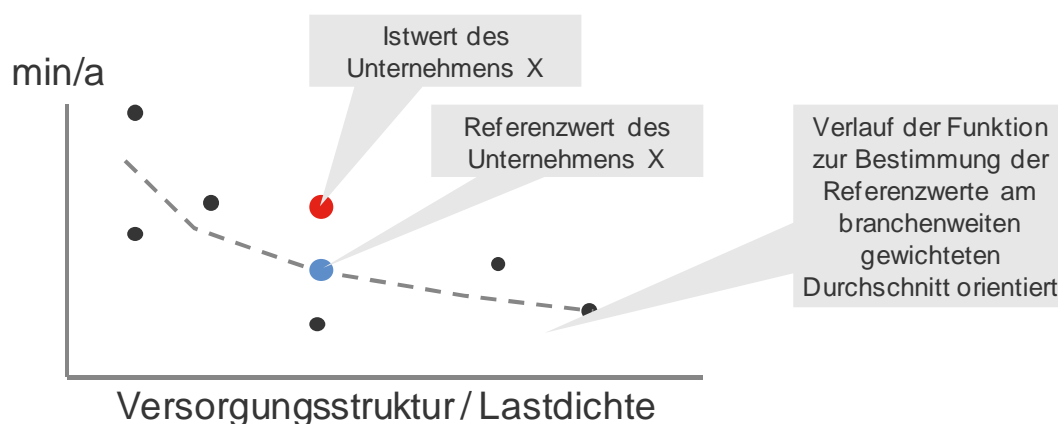 Istwert des
Unternehmens X
min/a
Referenzwert des
Unternehmens X
Verlauf der Funktion
zur Bestimmung der
Referenzwerte am
branchenweiten
gewichteten
Durchschnitt orientiert
Versorgungsstruktur / Lastdichte